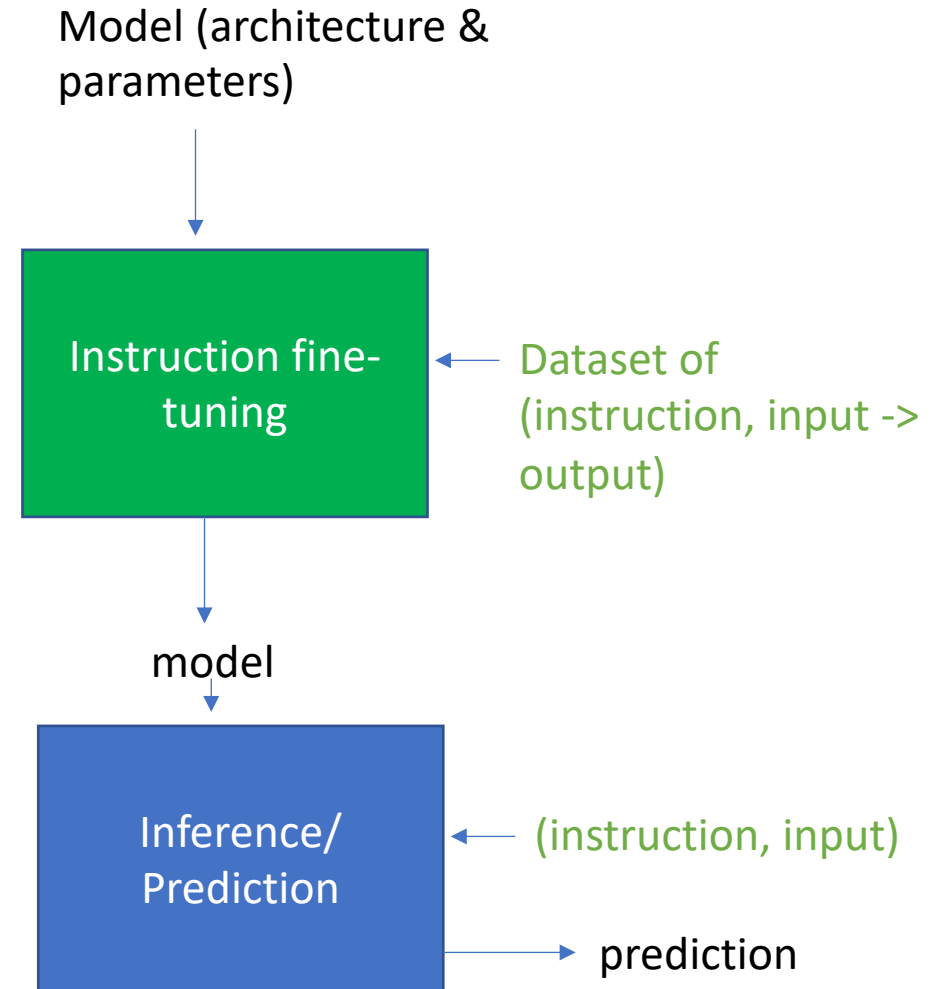 Model (architecture &
parameters)
Instruction fine-
tuning
Dataset of
(instruction, input ->
output)
model
Inference/
Prediction
(instruction, input)
prediction